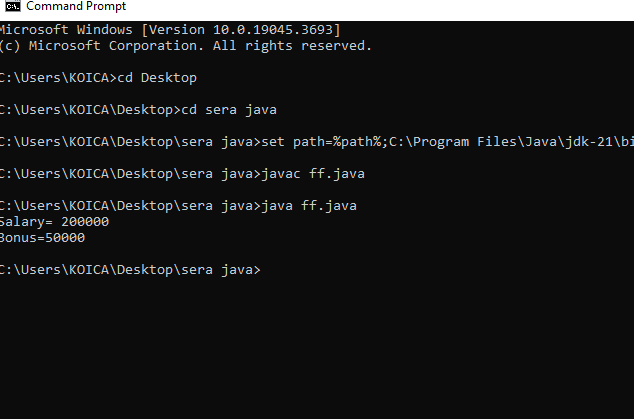 Command Prompt
Microsoft Windows [Version 10.0.19045.3693]
(c) Microsoft Corporation. All rights reserved.
C:\Users\KOICA>cd Desktop
C:\Users\KOICA\Desktop>cd sera java
C:\Users\KOICA\Desktop\sera java>set path=%path%;C:\Program Files\Java\jdk-21\bi
C:\Users\KOICA\Desktop\sera java>javac ff.java
C:\Users\KOICA\Desktop\sera java>java ff.java
Salary= 200000
Bonus=50000
C:\Users\KOICA\Desktop\sera java>